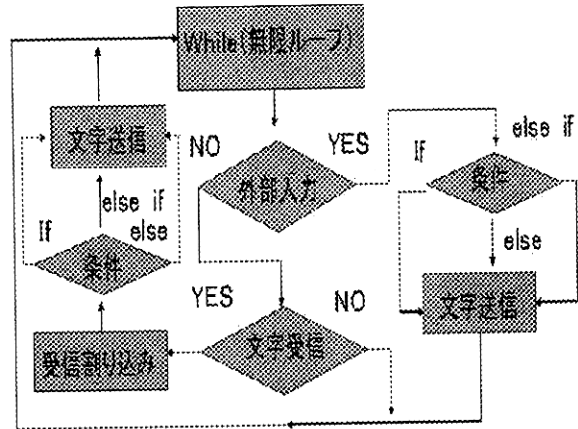 While(無限ループ)
文字送信
NO
YES
else if
If
外部入力
条件
else if
If
else
else
条件
YES
NO
文字送信
文字受信
受信割り込み